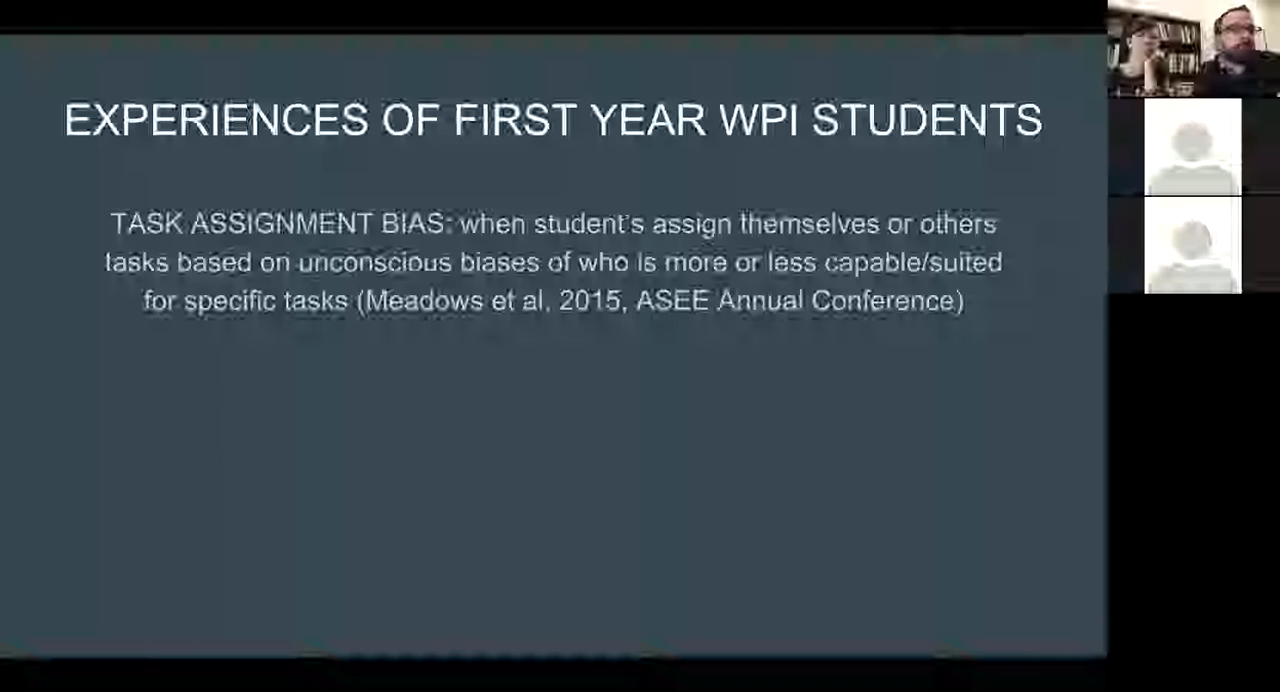 EXPERIENCES OF FIRST YEAR WPI STUDENTS
TASK ASSIGNMENT BIAS: when student's assign themselves or others
tasks based on unconscious biases of who is more or less capable/suited
for specific tasks (Meadows et al, 2015, ASEE Annual Conference)